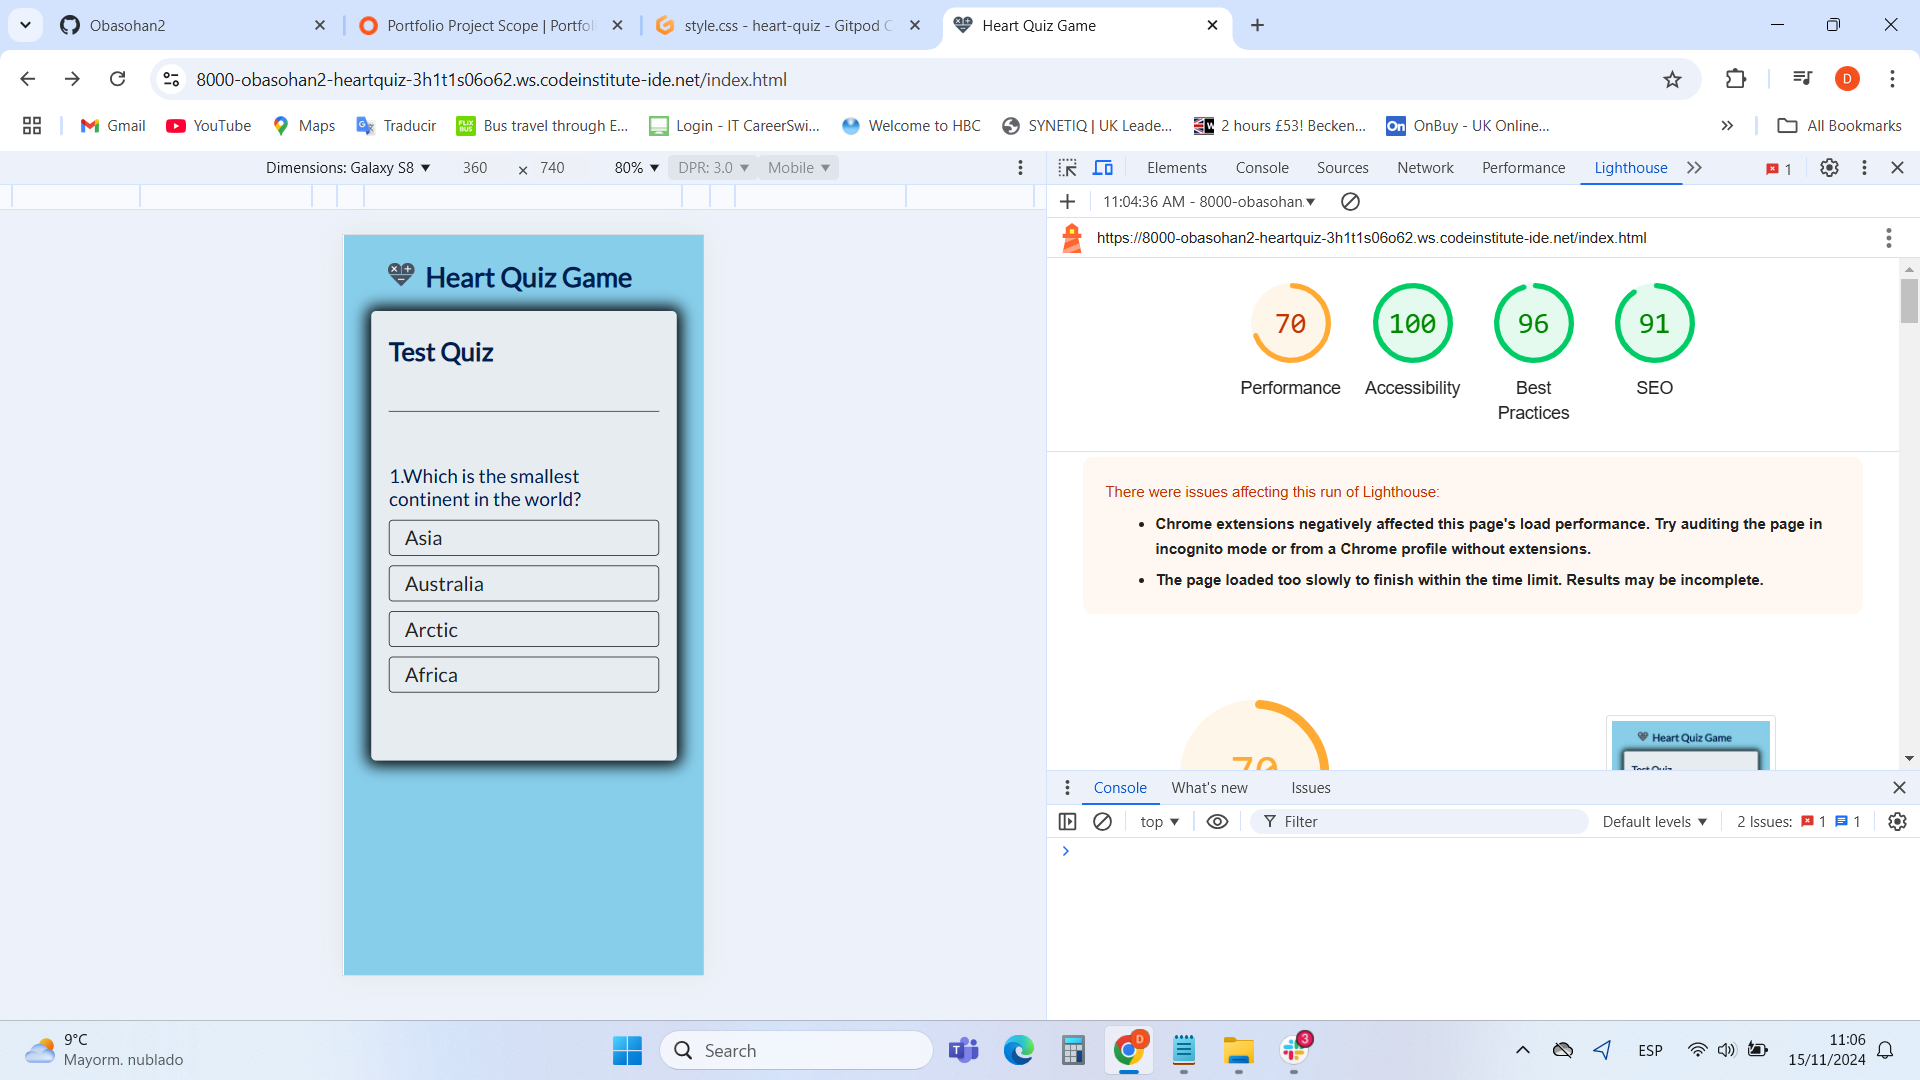 Obasohan2
Portfolio Project Scope | Portfol
style.css - heart-quiz - Gitpod C
Heart Quiz Game
8000-obasohan2-heartquiz-3h1t1s06o62.ws.codeinstitute-ide.net/index.html
D
Gmail
YouTube
Maps
Traducir
Bus travel through E...
Login - IT CareerSwi...
Welcome to HBC
SYNETIQ | UK Leade...
2 hours £53! Becken...
On
OnBuy - UK Online...
All Bookmarks
Dimensions: Galaxy S8
360
×
740
80%
DPR: 3.0
Mobile
Elements
Console
Sources
Network
Performance
Lighthouse
1
11:04:36 AM - 8000-obasohan.
https://8000-obasohan2-heartquiz-3h1t1s06o62.ws.codeinstitute-ide.net/index.html
Heart Quiz Game
Test Quiz
1.Which is the smallest
continent in the world?
Asia
Australia
Arctic
Africa
70
100
96
91
Performance
Accessibility
Best
Practices
SEO
There were issues affecting this run of Lighthouse:
Chrome extensions negatively affected this page's load performance. Try auditing the page in
incognito mode or from a Chrome profile without extensions.
The page loaded too slowly to finish within the time limit. Results may be incomplete.
70
Heart Quiz Game
Test Quiz
Console
What's new
Issues
top
Filter
Default levels
2 Issues:
1
1
9°C
Mayorm. nublado
Search
D
3
ESP
11:06
15/11/2024